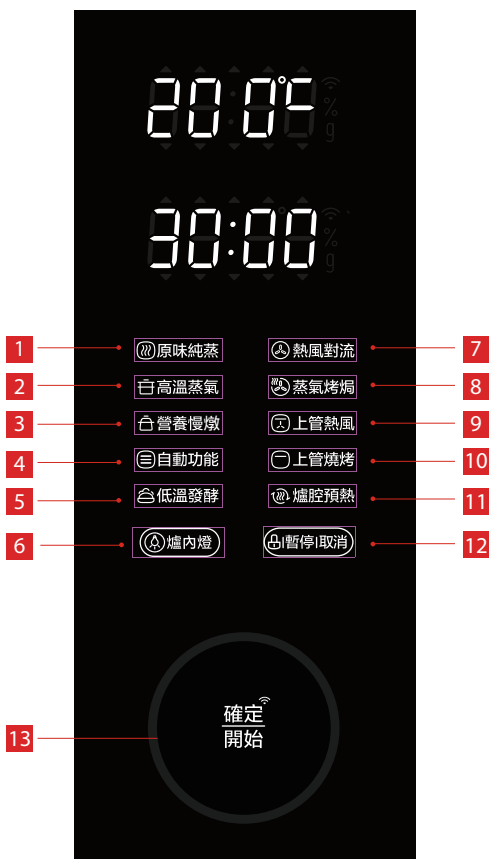 200°C
%
g
30:00
%
g
1 原味純蒸
2 高溫蒸氣
3 營養慢燉
4 自動功能
5 低溫發酵
6 爐內燈
7 熱風對流
8 蒸氣烤焗
9 上管熱風
10 上管燒烤
11 爐腔預熱
12 暫停|取消
13 確定
開始